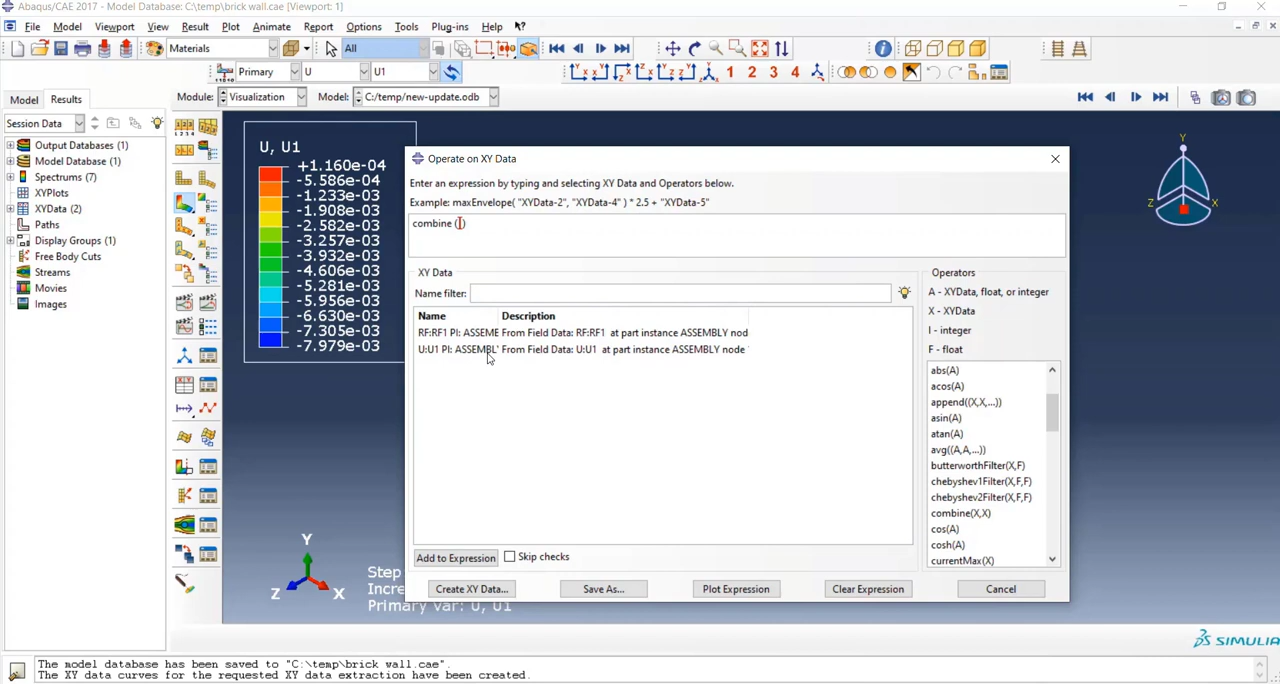 Abaqus/CAE 2017 - Model Database: C:\temp\brick wall.cae [Viewport: 1]
File Model Viewport View Result Plot Animate Report Options Tools Plug-ins Help
Materials All
Primary U U1 1 2 3 4
Model Results Module: Visualization Model: C:/temp/new-update.odb
Session Data
Output Databases (1)
Model Database (1)
Spectrums (7)
XYPlots
XYData (2)
Paths
Display Groups (1)
Free Body Cuts
Streams
Movies
Images
U, U1
+1.160e-04
-5.586e-04
-1.233e-03
-1.908e-03
-2.582e-03
-3.257e-03
-3.932e-03
-4.606e-03
-5.281e-03
-5.956e-03
-6.630e-03
-7.305e-03
-7.979e-03
Operate on XY Data
Enter an expression by typing and selecting XY Data and Operators below.
Example: maxEnvelope( "XYData-2", "XYData-4" ) * 2.5 + "XYData-5"
combine ()
XY Data
Name filter:
Name Description
RF:RF1 PI: ASSEME From Field Data: RF:RF1 at part instance ASSEMBLY nod
U:U1 PI: ASSEMBL' From Field Data: U:U1 at part instance ASSEMBLY node
Operators
A - XYData, float, or integer
X - XYData
I - integer
F - float
abs(A)
acos(A)
append((X,X,...))
asin(A)
atan(A)
avg((A,A,...))
butterworthFilter(X,F)
chebyshev1Filter(X,F,F)
chebyshev2Filter(X,F,F)
combine(X,X)
cos(A)
cosh(A)
currentMax(X)
Add to Expression Skip checks
Create XY Data... Save As... Plot Expression Clear Expression Cancel
Y
Z X
Y
Z X
Step
Incre
Primary Var: U, U1
SIMULIA
The model database has been saved to "C:\temp\brick wall.cae".
The XY data curves for the requested XY data extraction have been created.